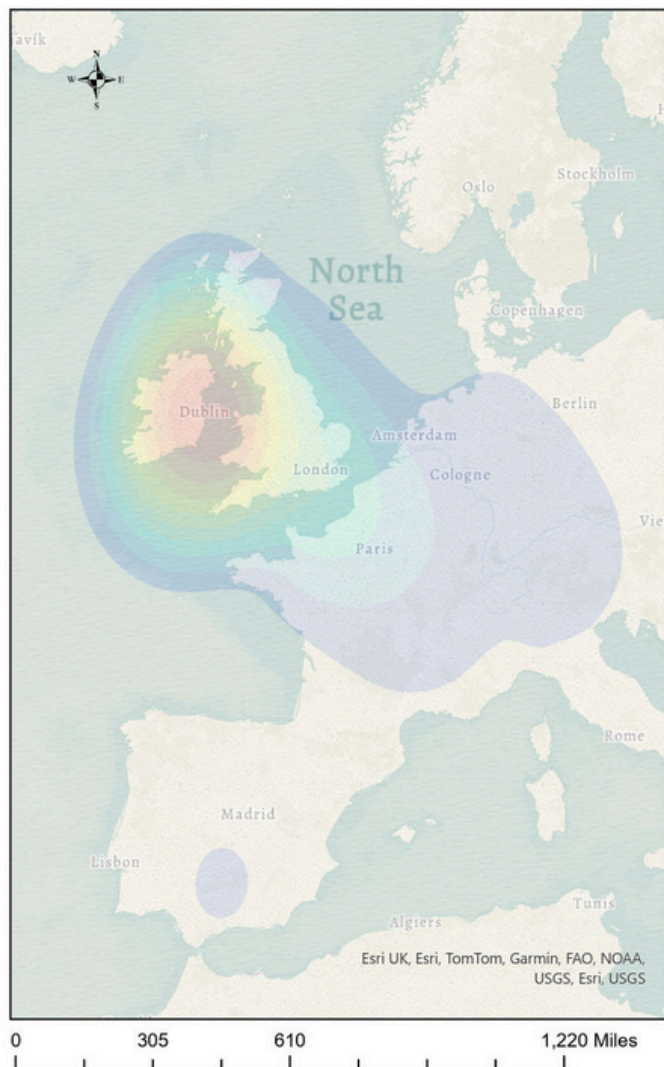 avík
N
W E
S
Stockholm
Oslo
North
Sea
Copenhagen
Dublin
Berlin
Amsterdam
London
Cologne
Vie
Paris
Rome
Madrid
Lisbon
Tunis
Algiers
Esri UK, Esri, TomTom, Garmin, FAO, NOAA,
USGS, Esri, USGS
0 305 610 1,220 Miles